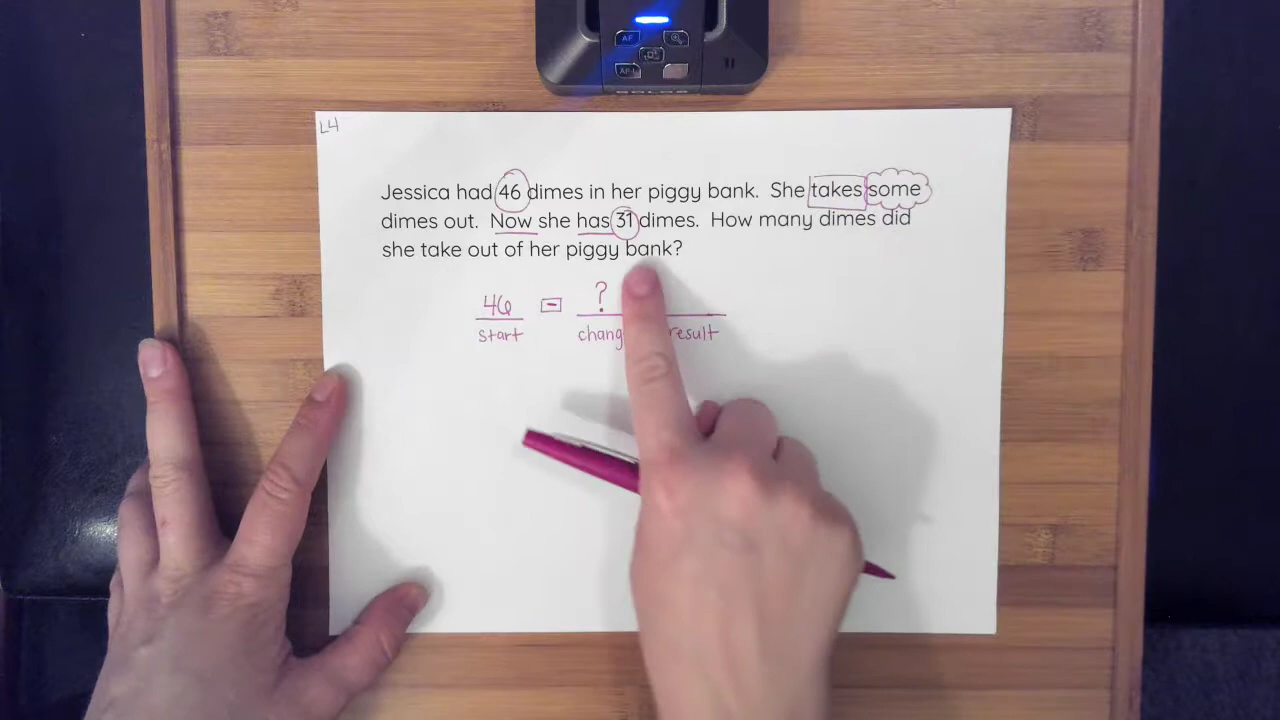 L4
Jessica had 46 dimes in her piggy bank. She takes some
dimes out. Now she has 31 dimes. How many dimes did
she take out of her piggy bank?
46 - ?
start result
AF